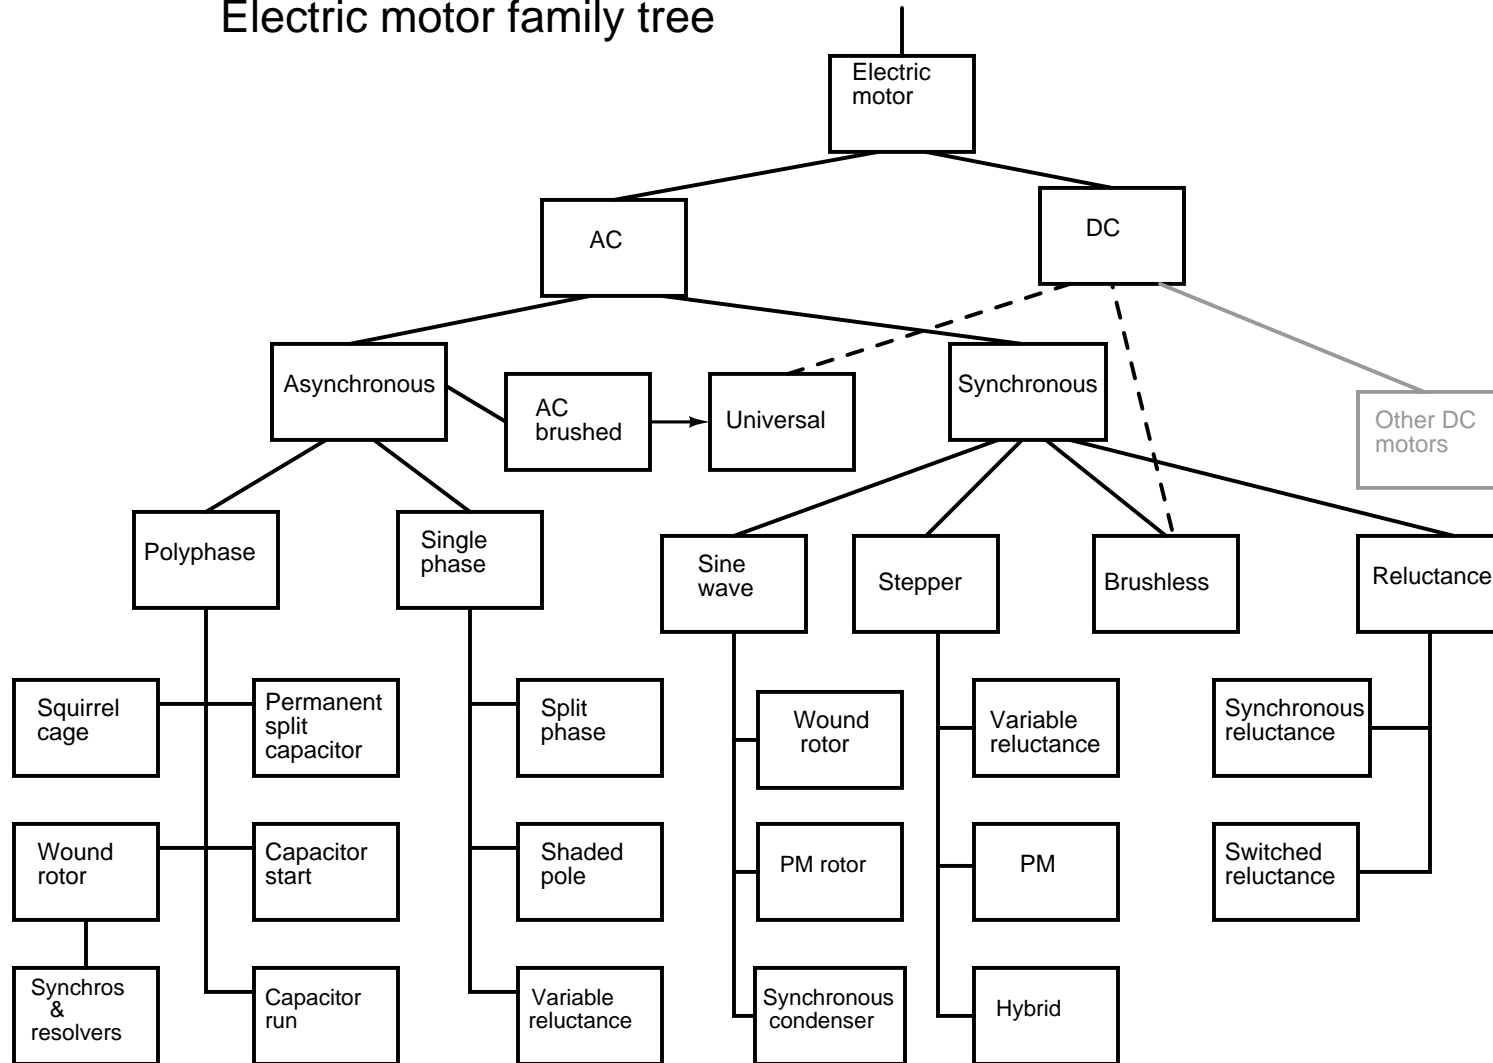 Electric motor family tree
Electric
motor
AC
DC
Asynchronous
AC
brushed
Universal
Synchronous
Other DC
motors
Polyphase
Single
phase
Sine
wave
Stepper
Brushless
Reluctance
Squirrel
cage
Permanent
split
capacitor
Split
phase
Wound
rotor
Variable
reluctance
Synchronous
reluctance
Wound
rotor
Capacitor
start
Shaded
pole
PM rotor
PM
Switched
reluctance
Synchros
&
resolvers
Capacitor
run
Variable
reluctance
Synchronous
condenser
Hybrid